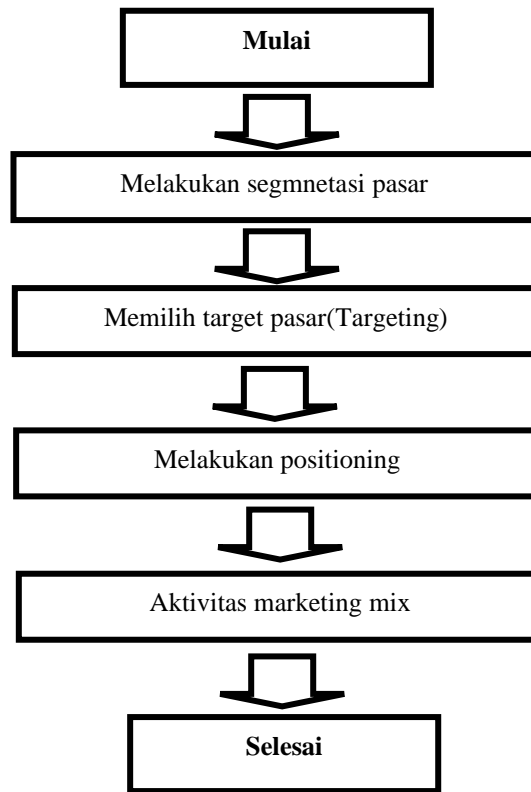 Mulai
Melakukan segmnetasi pasar
Memilih target pasar(Targeting)
Melakukan positioning
Aktivitas marketing mix
Selesai